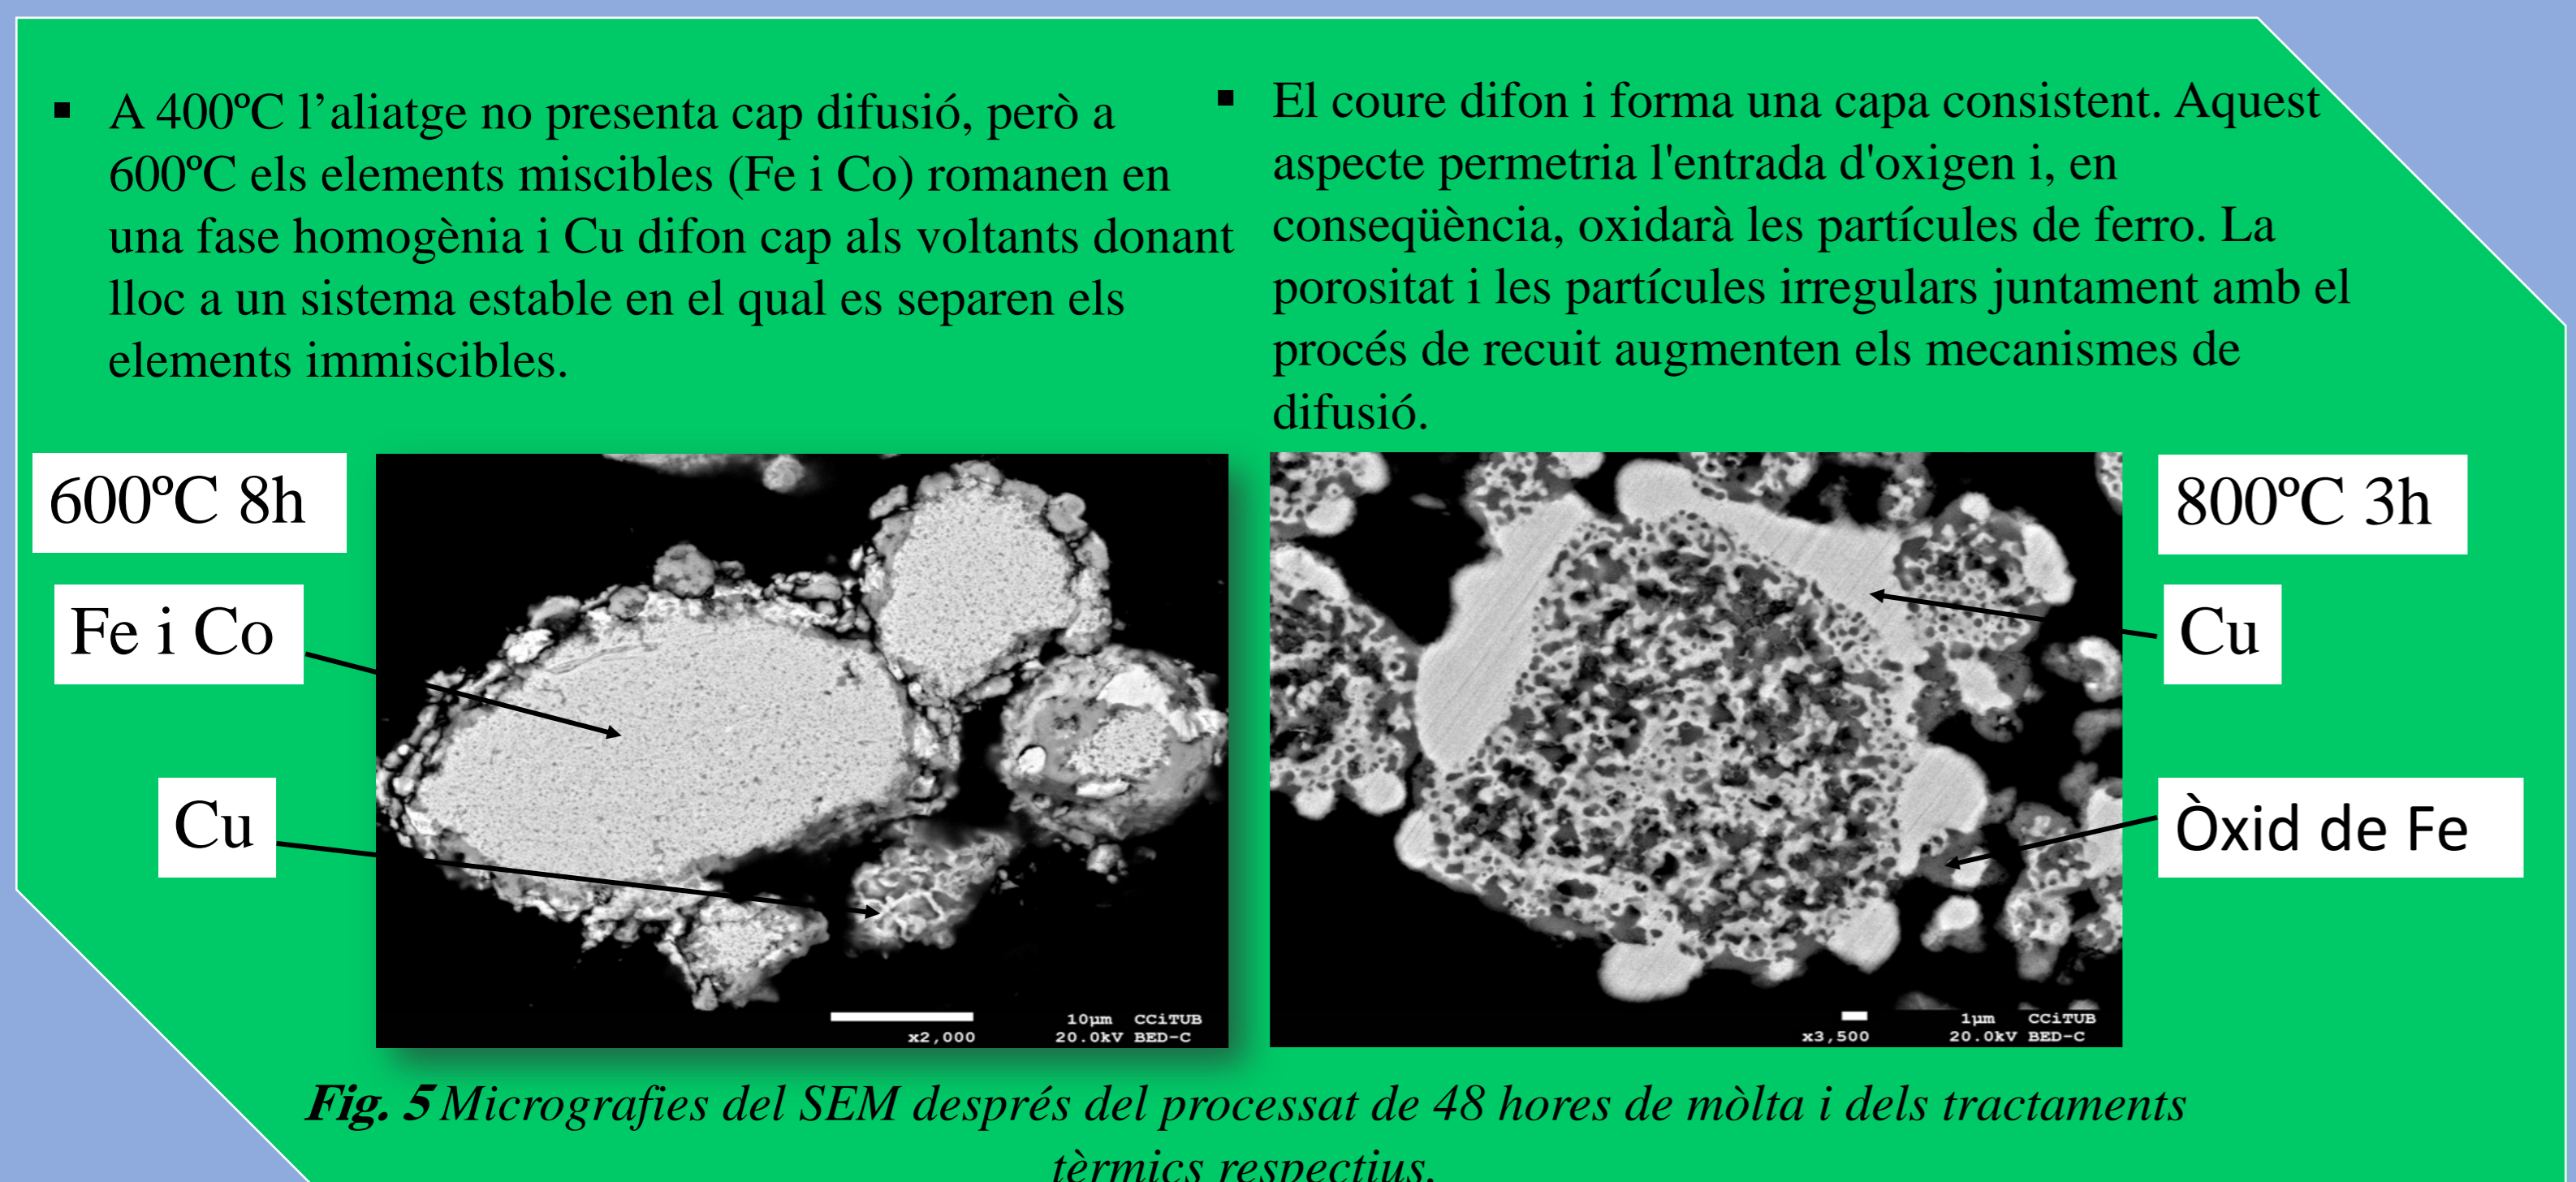 ▪ A 400ºC l’aliatge no presenta cap difusió, però a
600ºC els elements miscibles (Fe i Co) romanen en
una fase homogènia i Cu difon cap als voltants donant
lloc a un sistema estable en el qual es separen els
elements immiscibles.
▪ El coure difon i forma una capa consistent. Aquest
aspecte permetria l'entrada d'oxigen i, en
conseqüència, oxidarà les partícules de ferro. La
porositat i les partícules irregulars juntament amb el
procés de recuit augmenten els mecanismes de
difusió.
600ºC 8h
Fe i Co
Cu
10µm CCiTUB
x2,000 20.0kV BED-C
800ºC 3h
Cu
Òxid de Fe
1µm CCiTUB
x3,500 20.0kV BED-C
Fig. 5 Micrografies del SEM després del processat de 48 hores de mòlta i dels tractaments
tèrmics respectius.